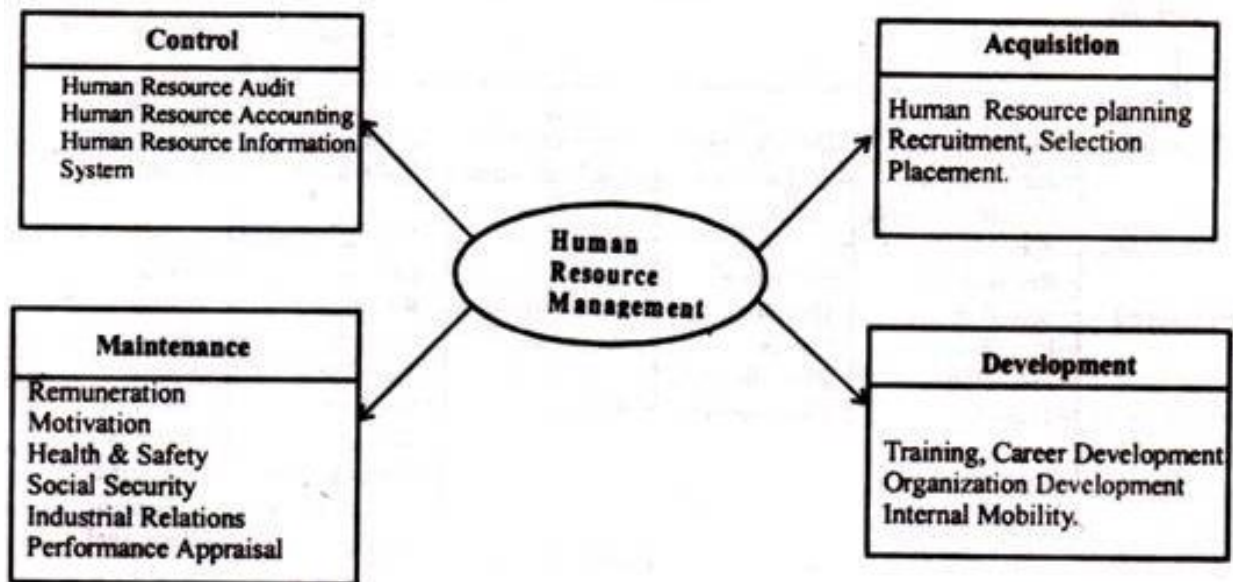 Control
Human Resource Audit
Human Resource Accounting
Human Resource Information
System
Acquisition
Human Resource planning
Recruitment, Selection
Placement.
Human
Resource
Management
Maintenance
Remuneration
Motivation
Health & Safety
Social Security
Industrial Relations
Performance Appraisal
Development
Training, Career Development
Organization Development
Internal Mobility.